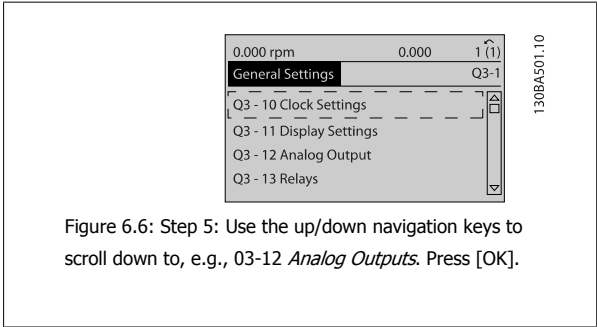 0.000 rpm 0.000 1 (1)
General Settings Q3-1
Q3 - 10 Clock Settings
Q3 - 11 Display Settings
Q3 - 12 Analog Output
Q3 - 13 Relays
130BA501.10
Figure 6.6: Step 5: Use the up/down navigation keys to
scroll down to, e.g., 03-12 Analog Outputs. Press [OK].